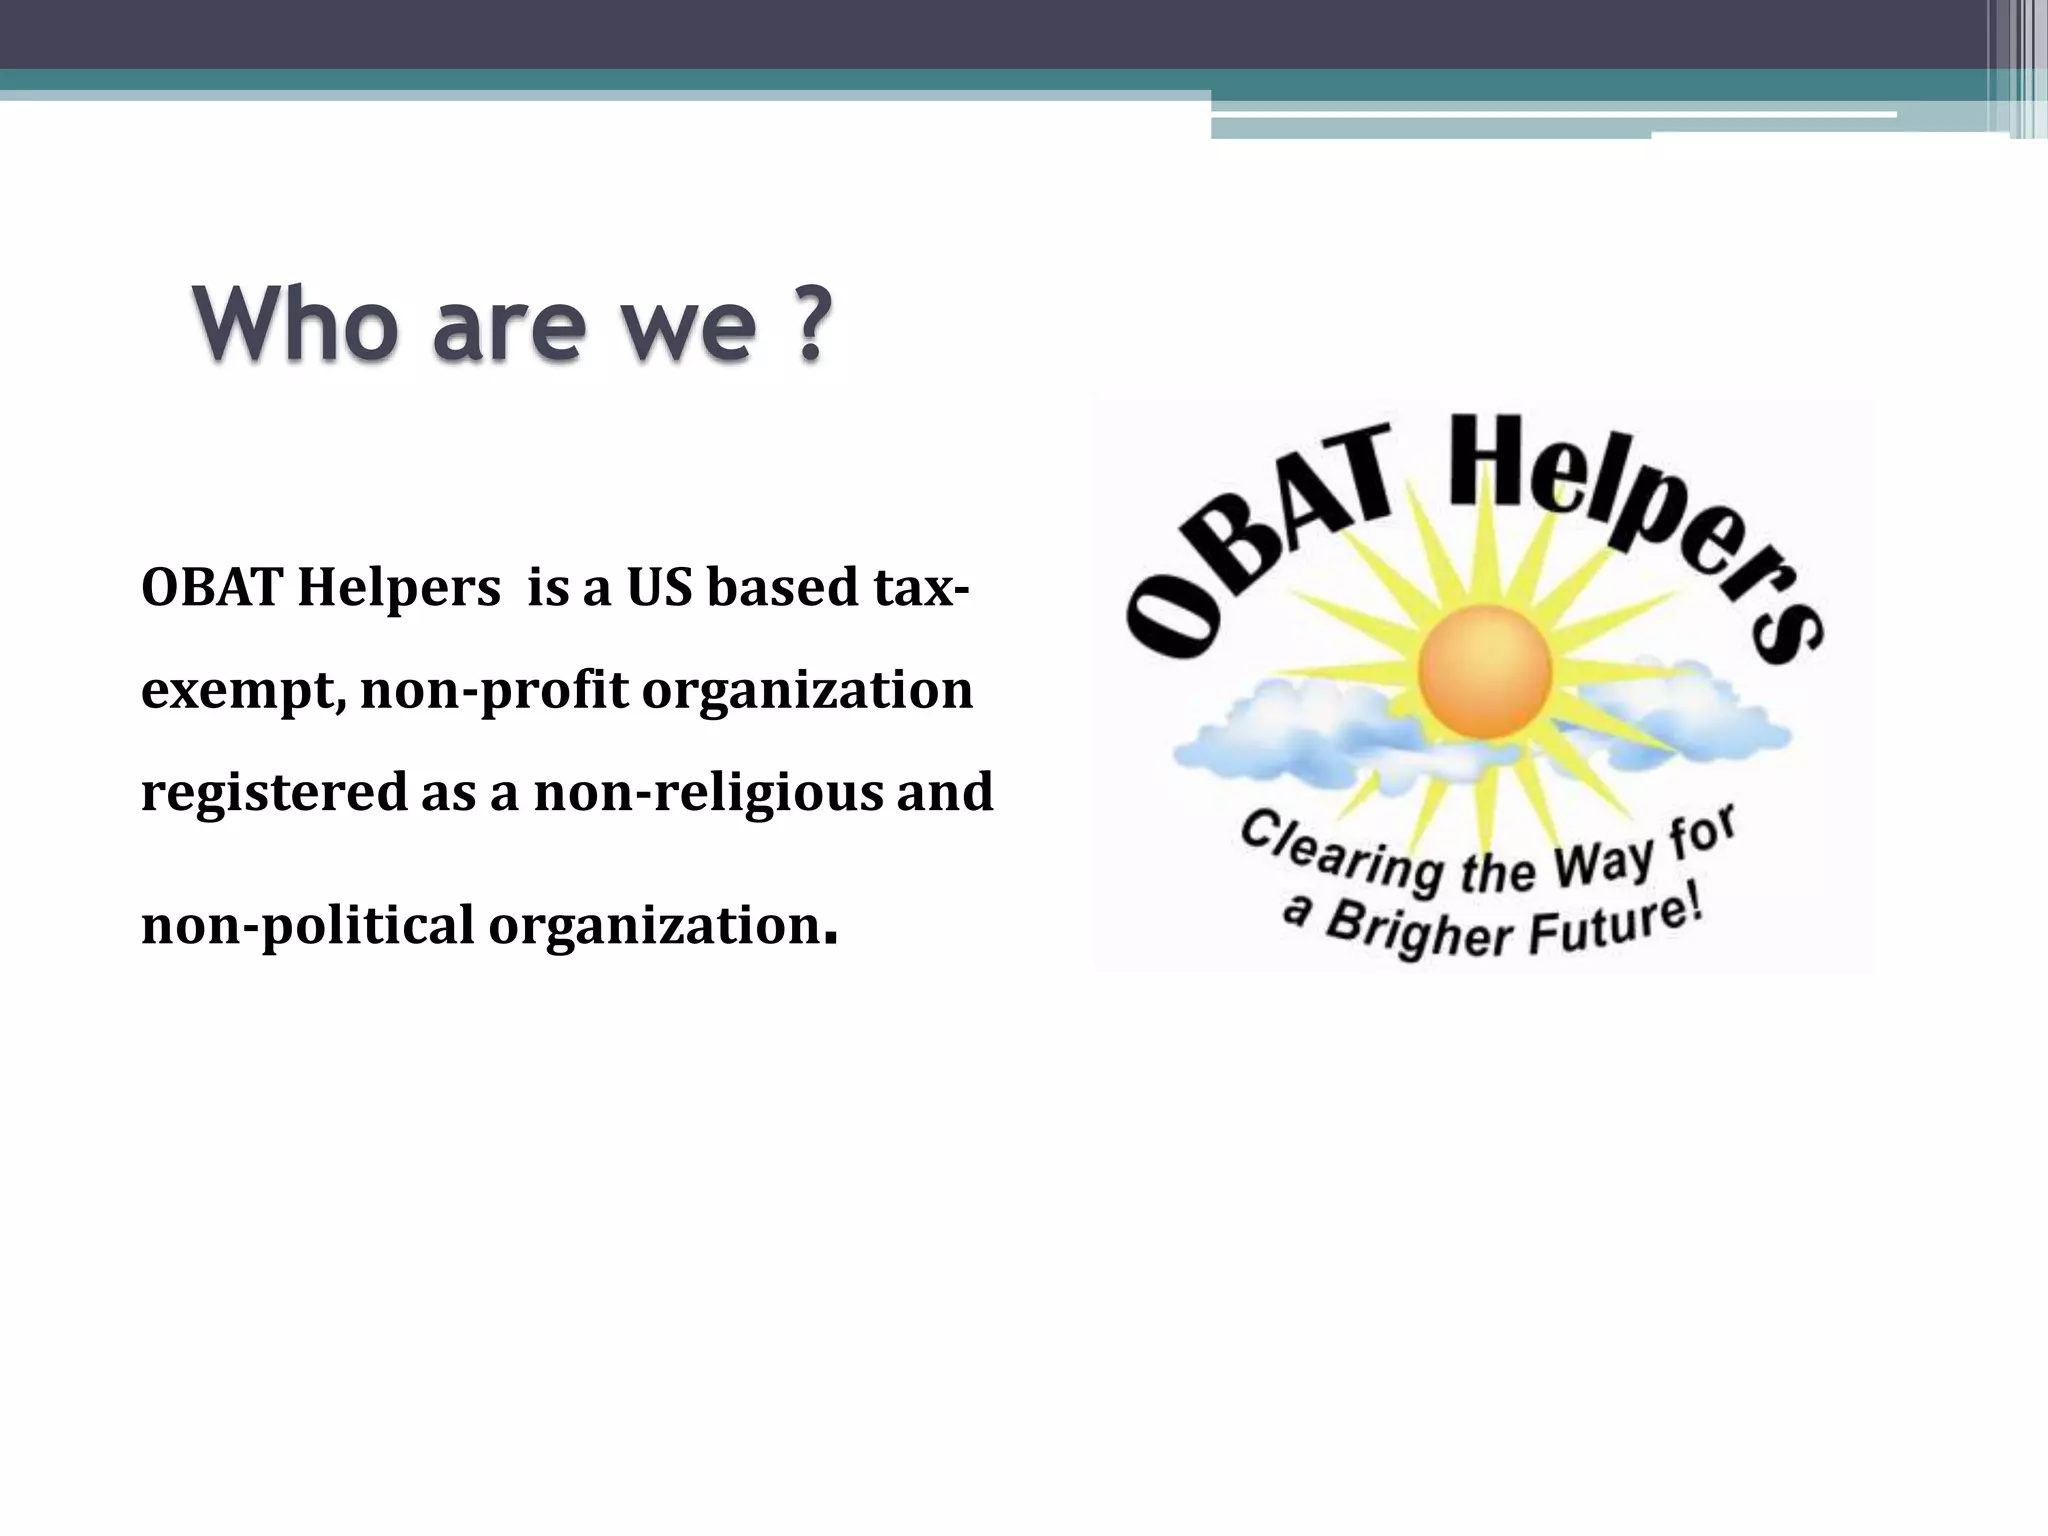 Who are we ?
OBAT Helpers is a US based tax-
exempt, non-profit organization
registered as a non-religious and
non-political organization.
OBAT Helpers
Clearing the Way for
a Brigher Future!